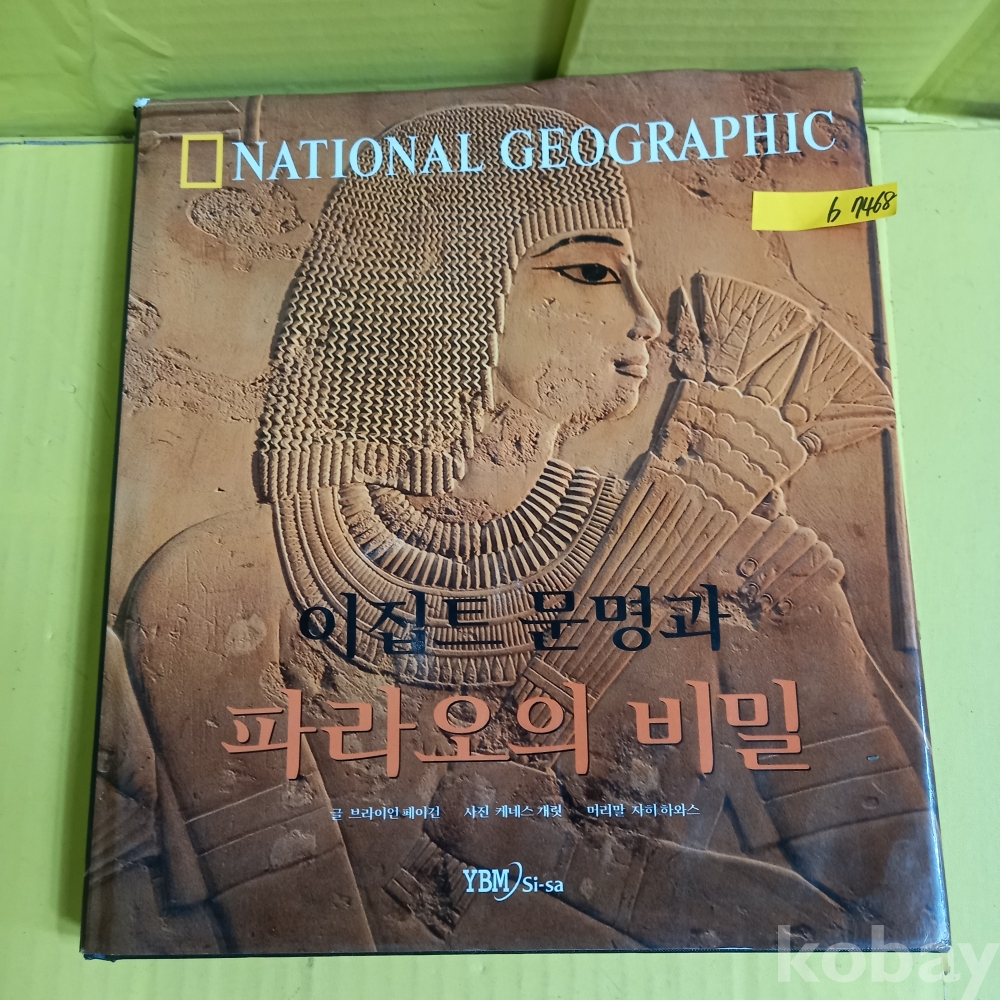 NATIONAL GEOGRAPHIC
b 7468
이집트 문명과
파라오의 비밀
글 브라이언 페이건 사진 케네스 개릿 머리말 자히 하와스
YBM Si-sa
kobay